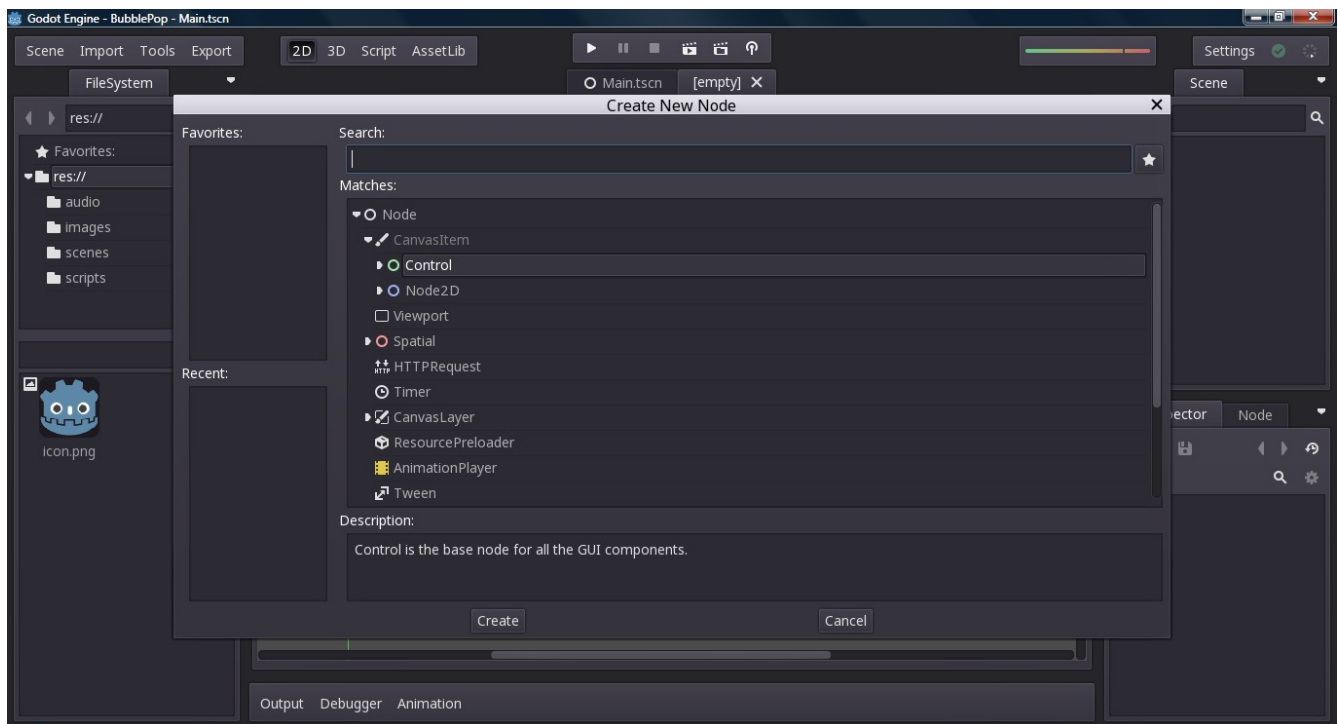 Godot Engine - BubblePop - Main.tscn
Scene Import Tools Export 2D 3D Script AssetLib Settings
FileSystem Main.tscn [empty] Scene
Create New Node
res://
Favorites: Search:
Favorites:
res://
Matches:
audio
Node
images
CanvasItem
scenes
Control
scripts
Node2D
Viewport
Spatial
Recent:
HTTPRequest
HTTP
Timer
CanvasLayer
ector Node
icon.png
ResourcePreloader
AnimationPlayer
Tween
Description:
Control is the base node for all the GUI components.
Create Cancel
Output Debugger Animation